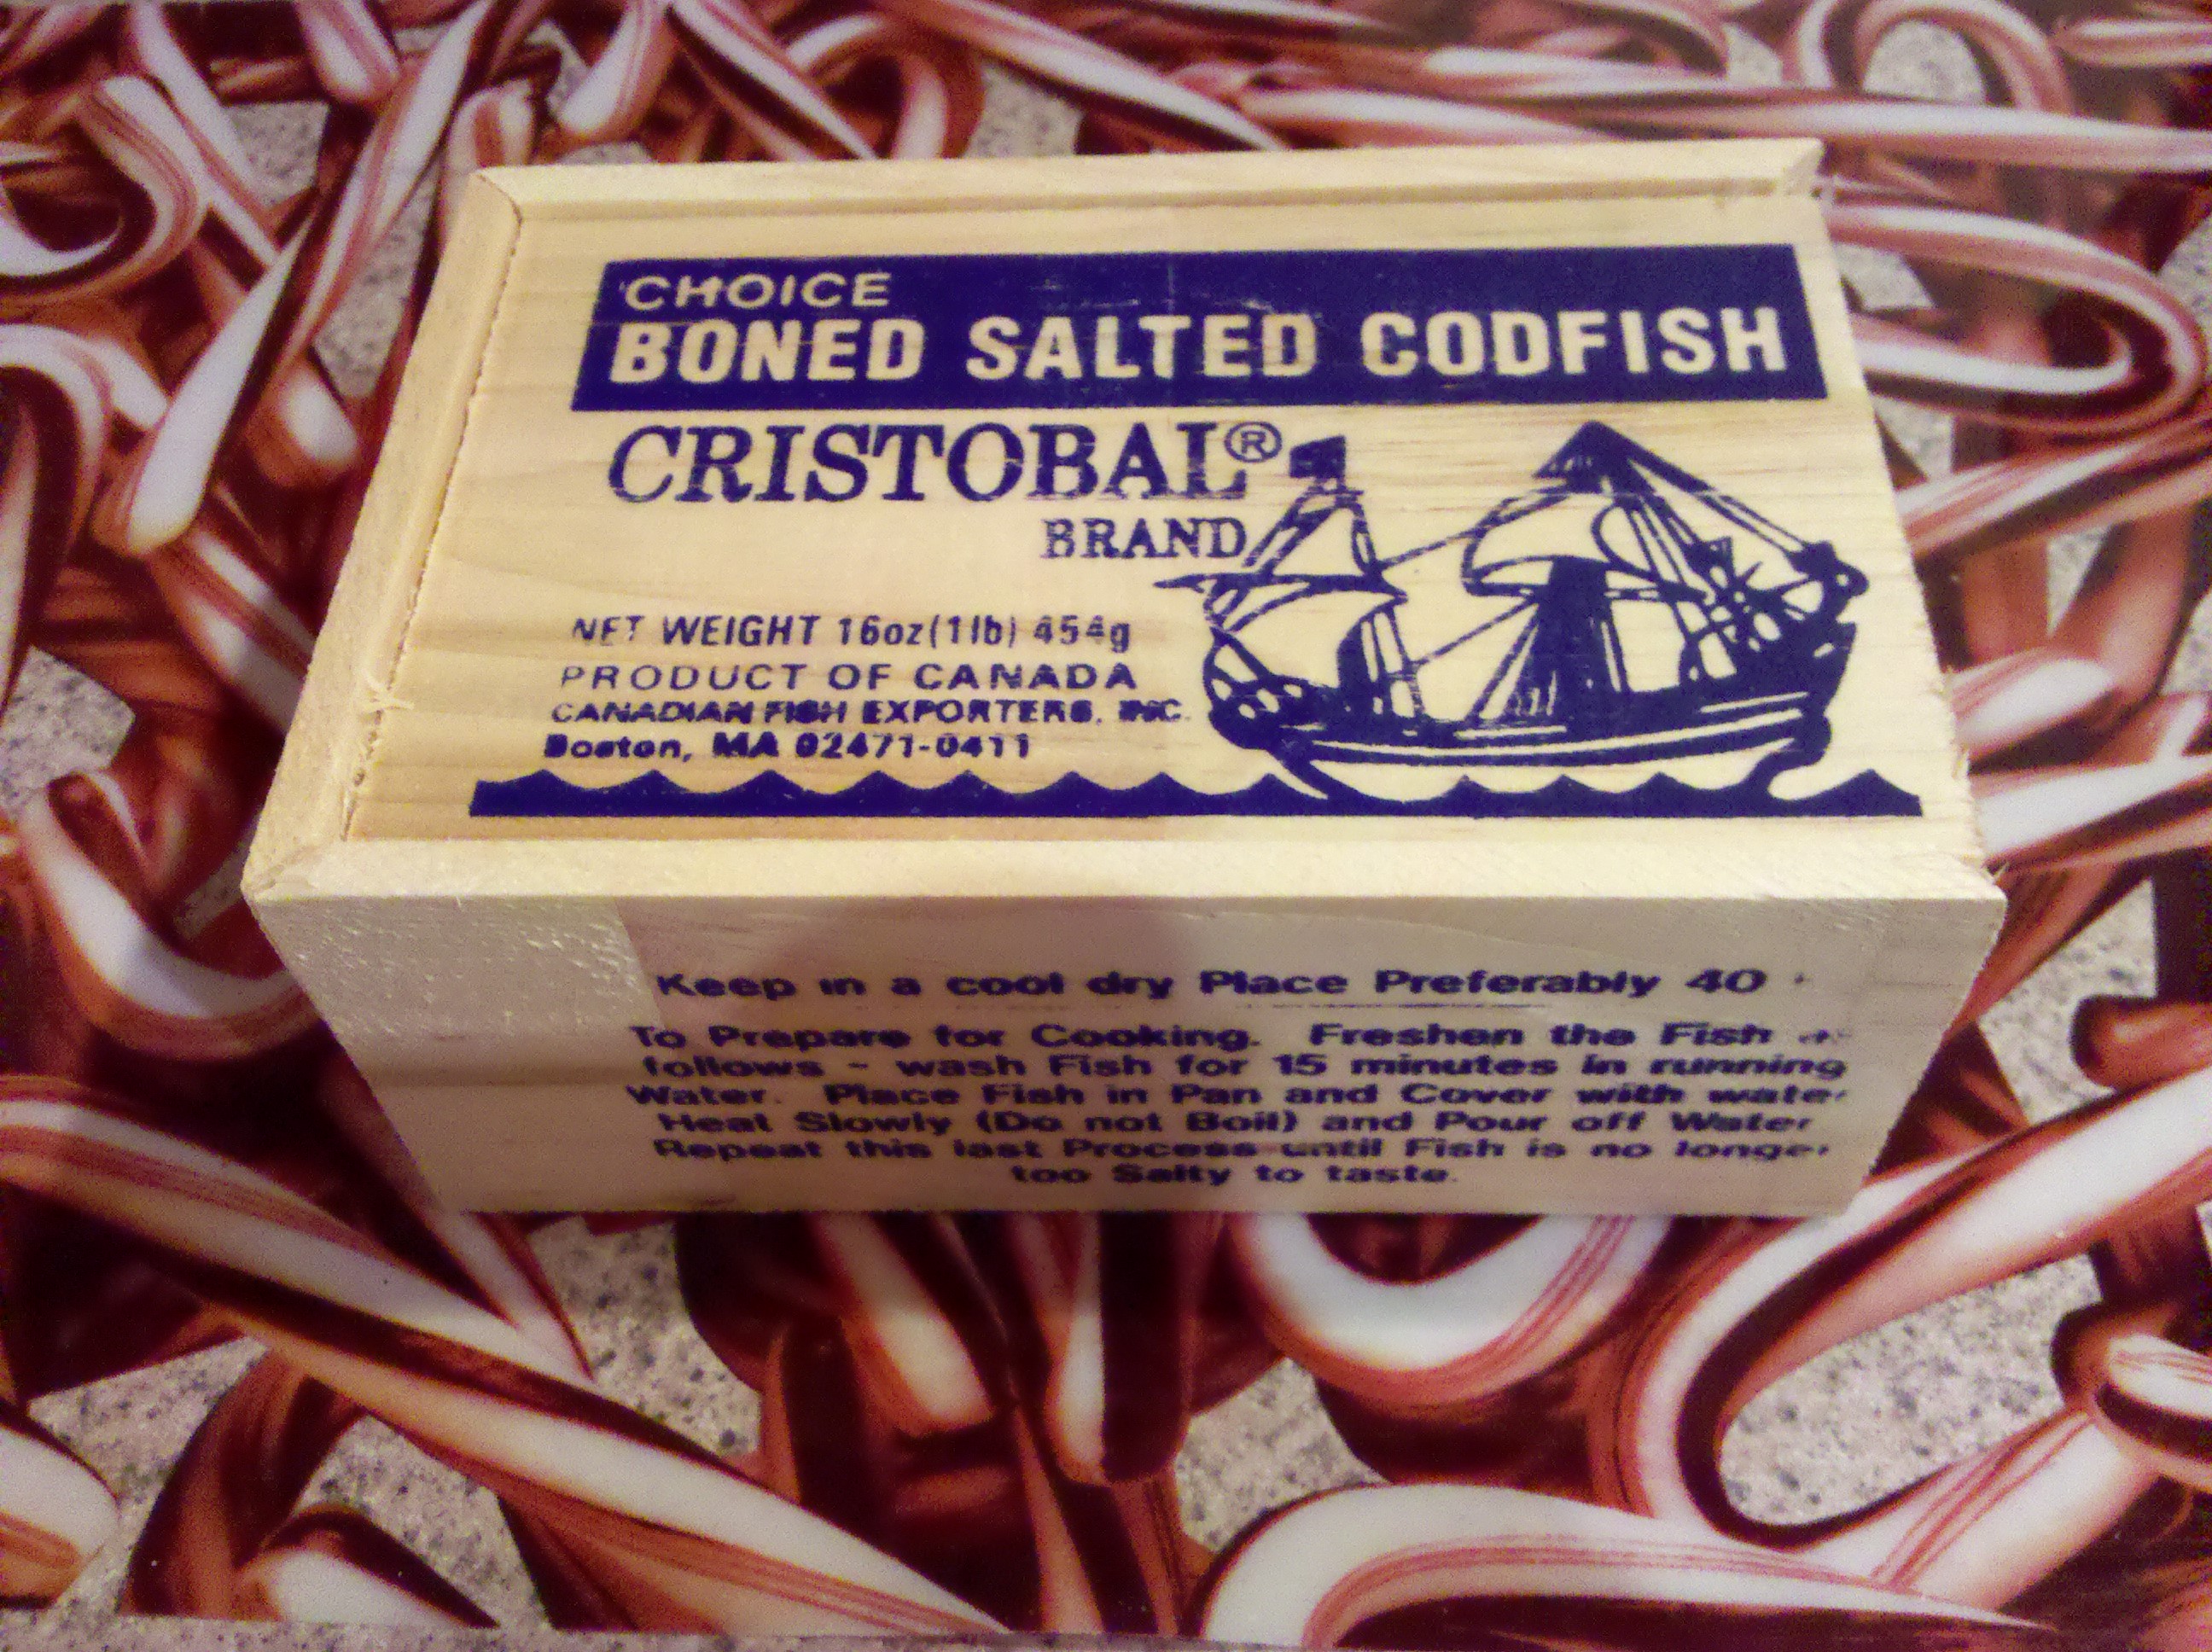 CHOICE
BONED SALTED CODFISH
CRISTOBAL®
BRAND
NET WEIGHT 16oz(1lb) 454g
PRODUCT OF CANADA
CANADIAN FISH EXPORTERS, INC.
Boston, MA 02471-0411
Keep in a cool dry Place Preferably 40
To Prepare for Cooking. Freshen the Fish
follows - wash Fish for 15 minutes in running
Water. Place Fish in Pan and Cover with water
Heat Slowly (Do not Boil) and Pour off Water
Repeat this last Process until Fish is no longer
too Salty to taste.